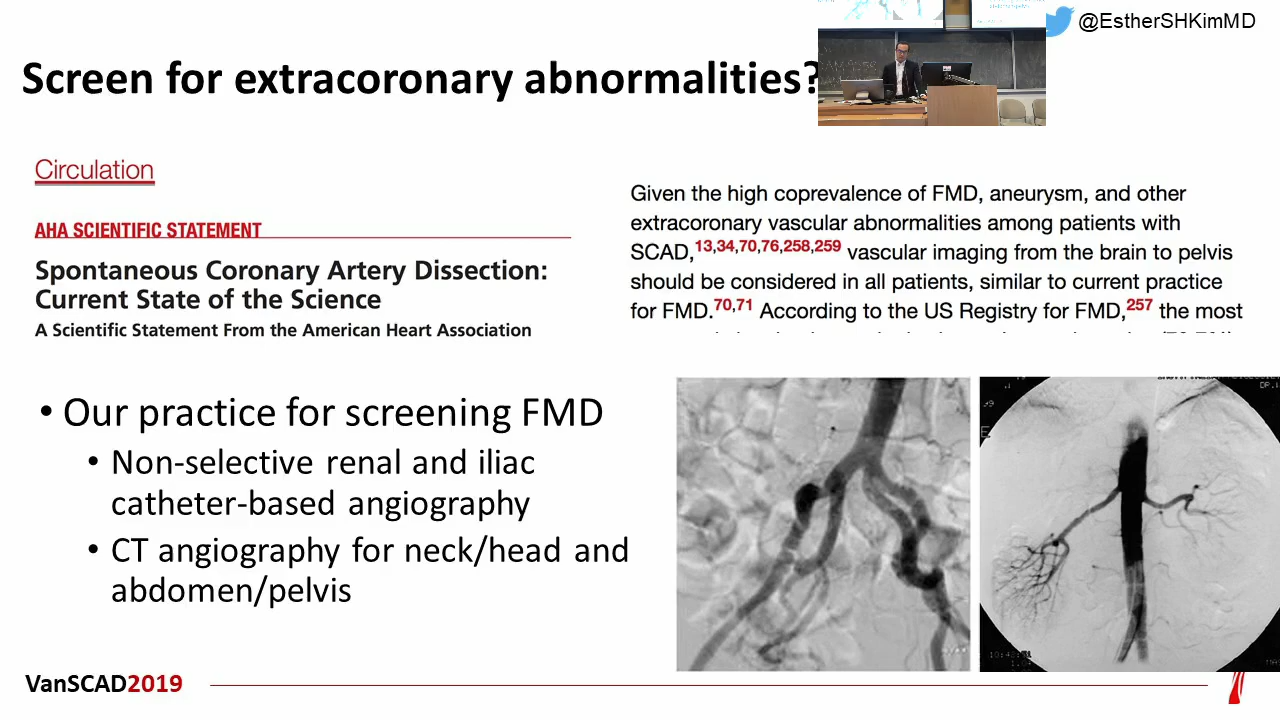 @EstherSHKimMD
Screen for extracoronary abnormalities?
Circulation
AHA SCIENTIFIC STATEMENT
Spontaneous Coronary Artery Dissection:
Current State of the Science
A Scientific Statement From the American Heart Association
Given the high coprevalence of FMD, aneurysm, and other
extracoronary vascular abnormalities among patients with
SCAD,13,34,70,76,258,259 vascular imaging from the brain to pelvis
should be considered in all patients, similar to current practice
for FMD.70,71 According to the US Registry for FMD,257 the most
• Our practice for screening FMD
• Non-selective renal and iliac
catheter-based angiography
• CT angiography for neck/head and
abdomen/pelvis
E
VanSCAD2019